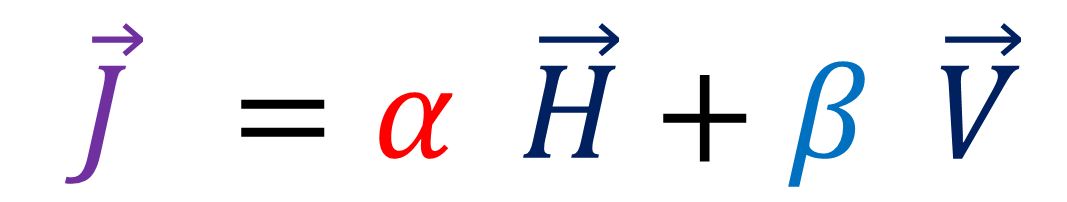 J⃗ = α H⃗ + β V⃗